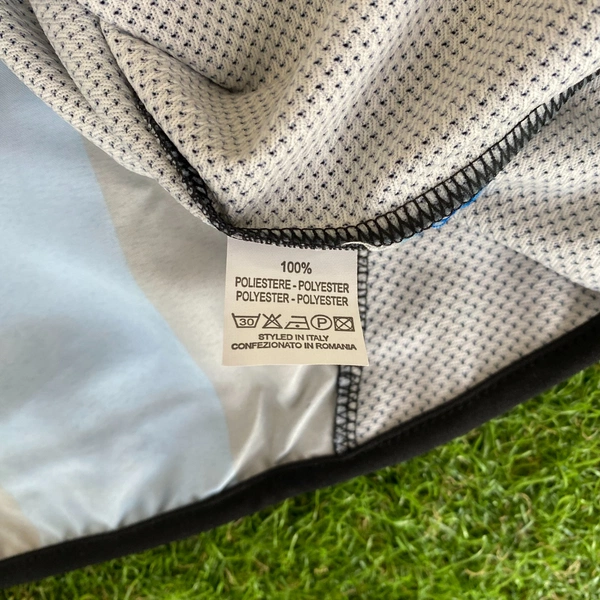 100%
POLIESTERE - POLYESTER
POLYESTER - POLYESTER
30 P
STYLED IN ITALY
CONFEZIONATO IN ROMANIA